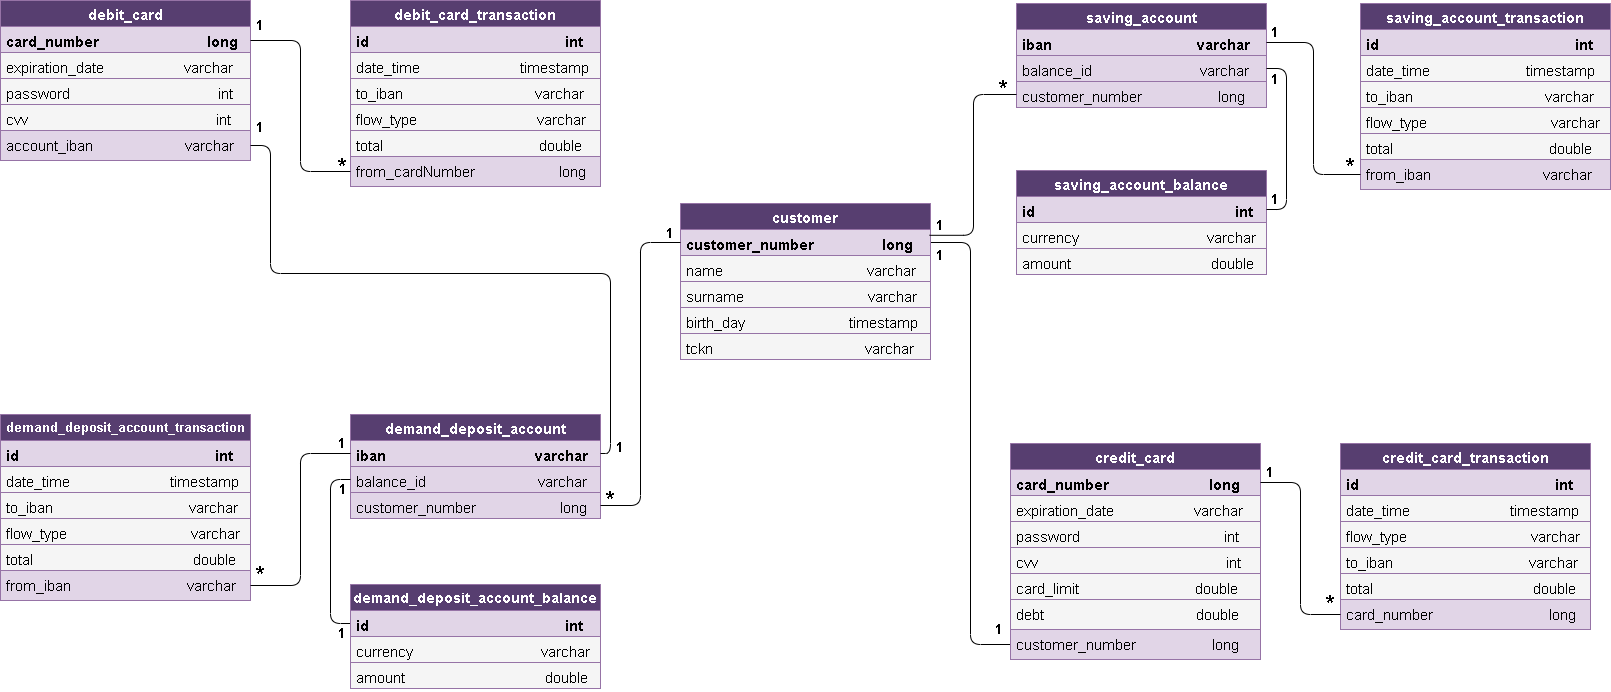 debit_card
card_number long
expiration_date varchar
password int
cvv int
account_iban varchar
1
1
debit_card_transaction
id int
date_time timestamp
to_iban varchar
flow_type varchar
total double
* from_cardNumber long
saving_account
iban varchar
balance_id varchar
* customer_number long
1
1
saving_account_transaction
id int
date_time timestamp
to_iban varchar
flow_type varchar
total double
* from_iban varchar
saving_account_balance
id int
currency varchar
amount double
1
customer
customer_number long
name varchar
surname varchar
birth_day timestamp
tckn varchar
1
1
1
demand_deposit_account_transaction
id int
date_time timestamp
to_iban varchar
flow_type varchar
total double
from_iban varchar
*
demand_deposit_account
iban varchar
balance_id varchar
customer_number long
1
1
1
*
demand_deposit_account_balance
id int
currency varchar
amount double
1
credit_card
card_number long
expiration_date varchar
password int
cvv int
card_limit double
debt double
customer_number long
1
1
credit_card_transaction
id int
date_time timestamp
flow_type varchar
to_iban varchar
total double
card_number long
*